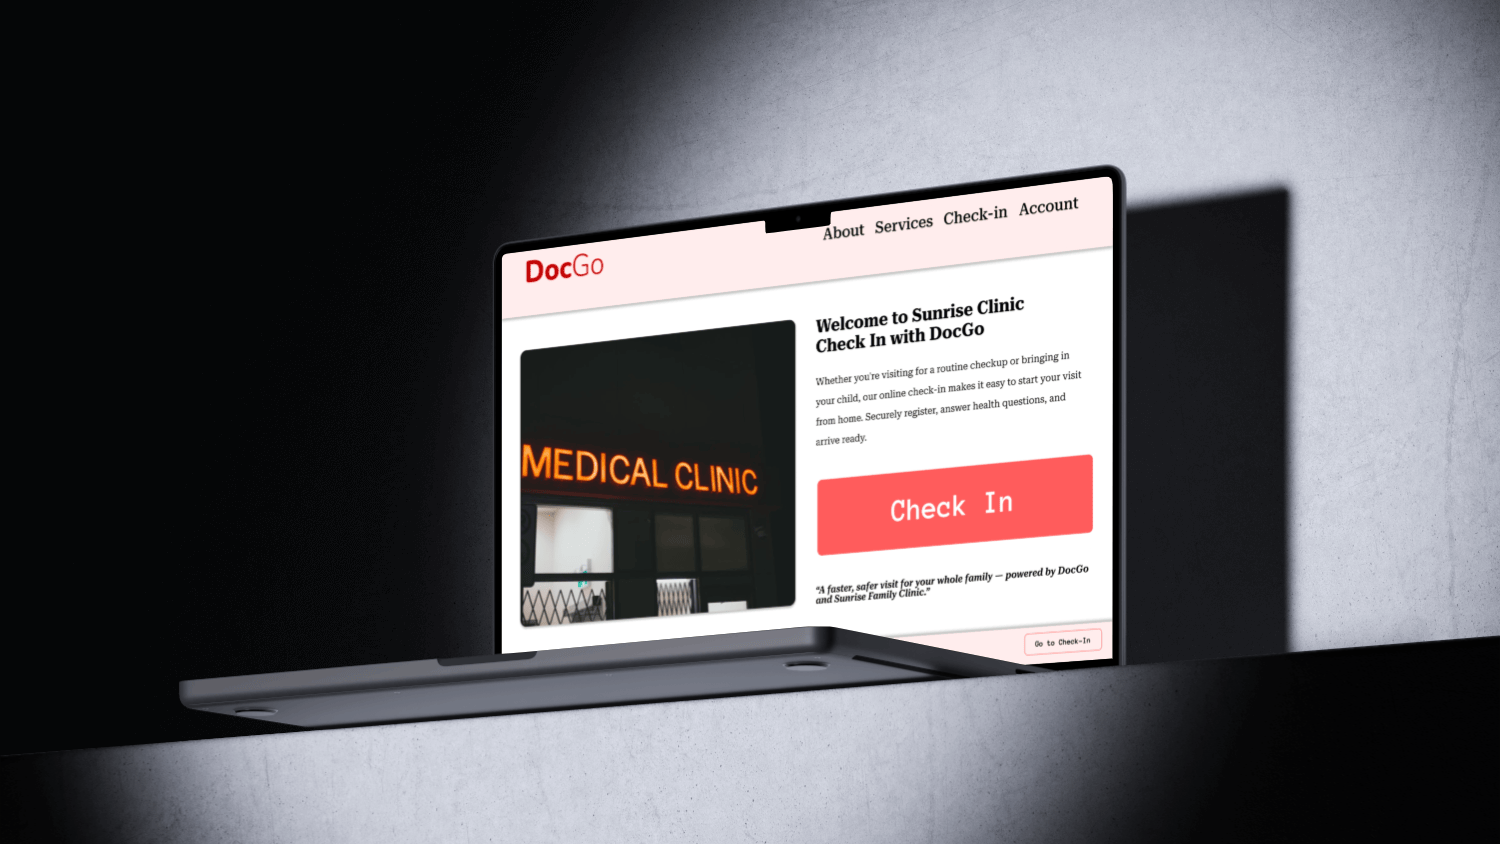 DocGo
About Services Check-in Account
Welcome to Sunrise Clinic
Check In with DocGo
Whether you're visiting for a routine checkup or bringing in
your child, our online check-in makes it easy to start your visit
from home. Securely register, answer health questions, and
arrive ready.
MEDICAL CLINIC
Check In
“A faster, safer visit for your whole family — powered by DocGo
and Sunrise Family Clinic.”
Go to Check-In